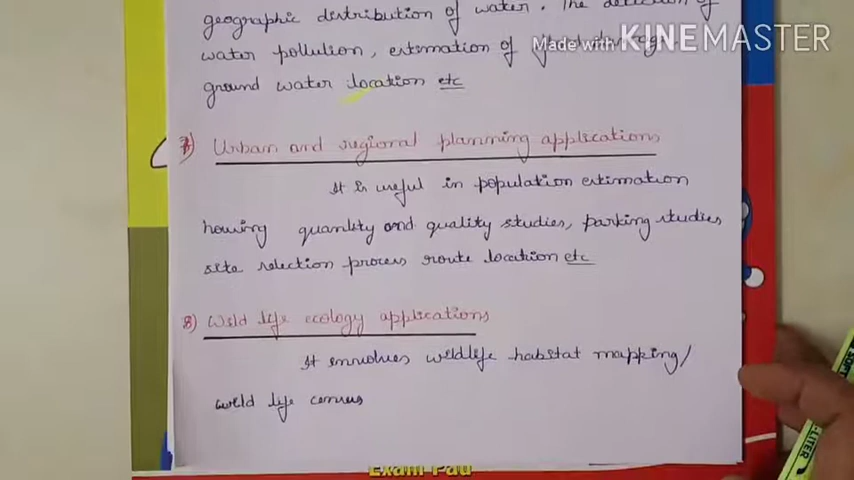 geographic distribution of water. The detection of
water pollution, estimation of
Made with KINEMASTER
ground water location etc
7) Urban and regional planning applications
It is useful in population estimation
housing quantity and quality studies, parking studies
site selection process route location etc
8) Wild life ecology applications
It involves wildlife habitat mapping/
wild life census
Exam Pad